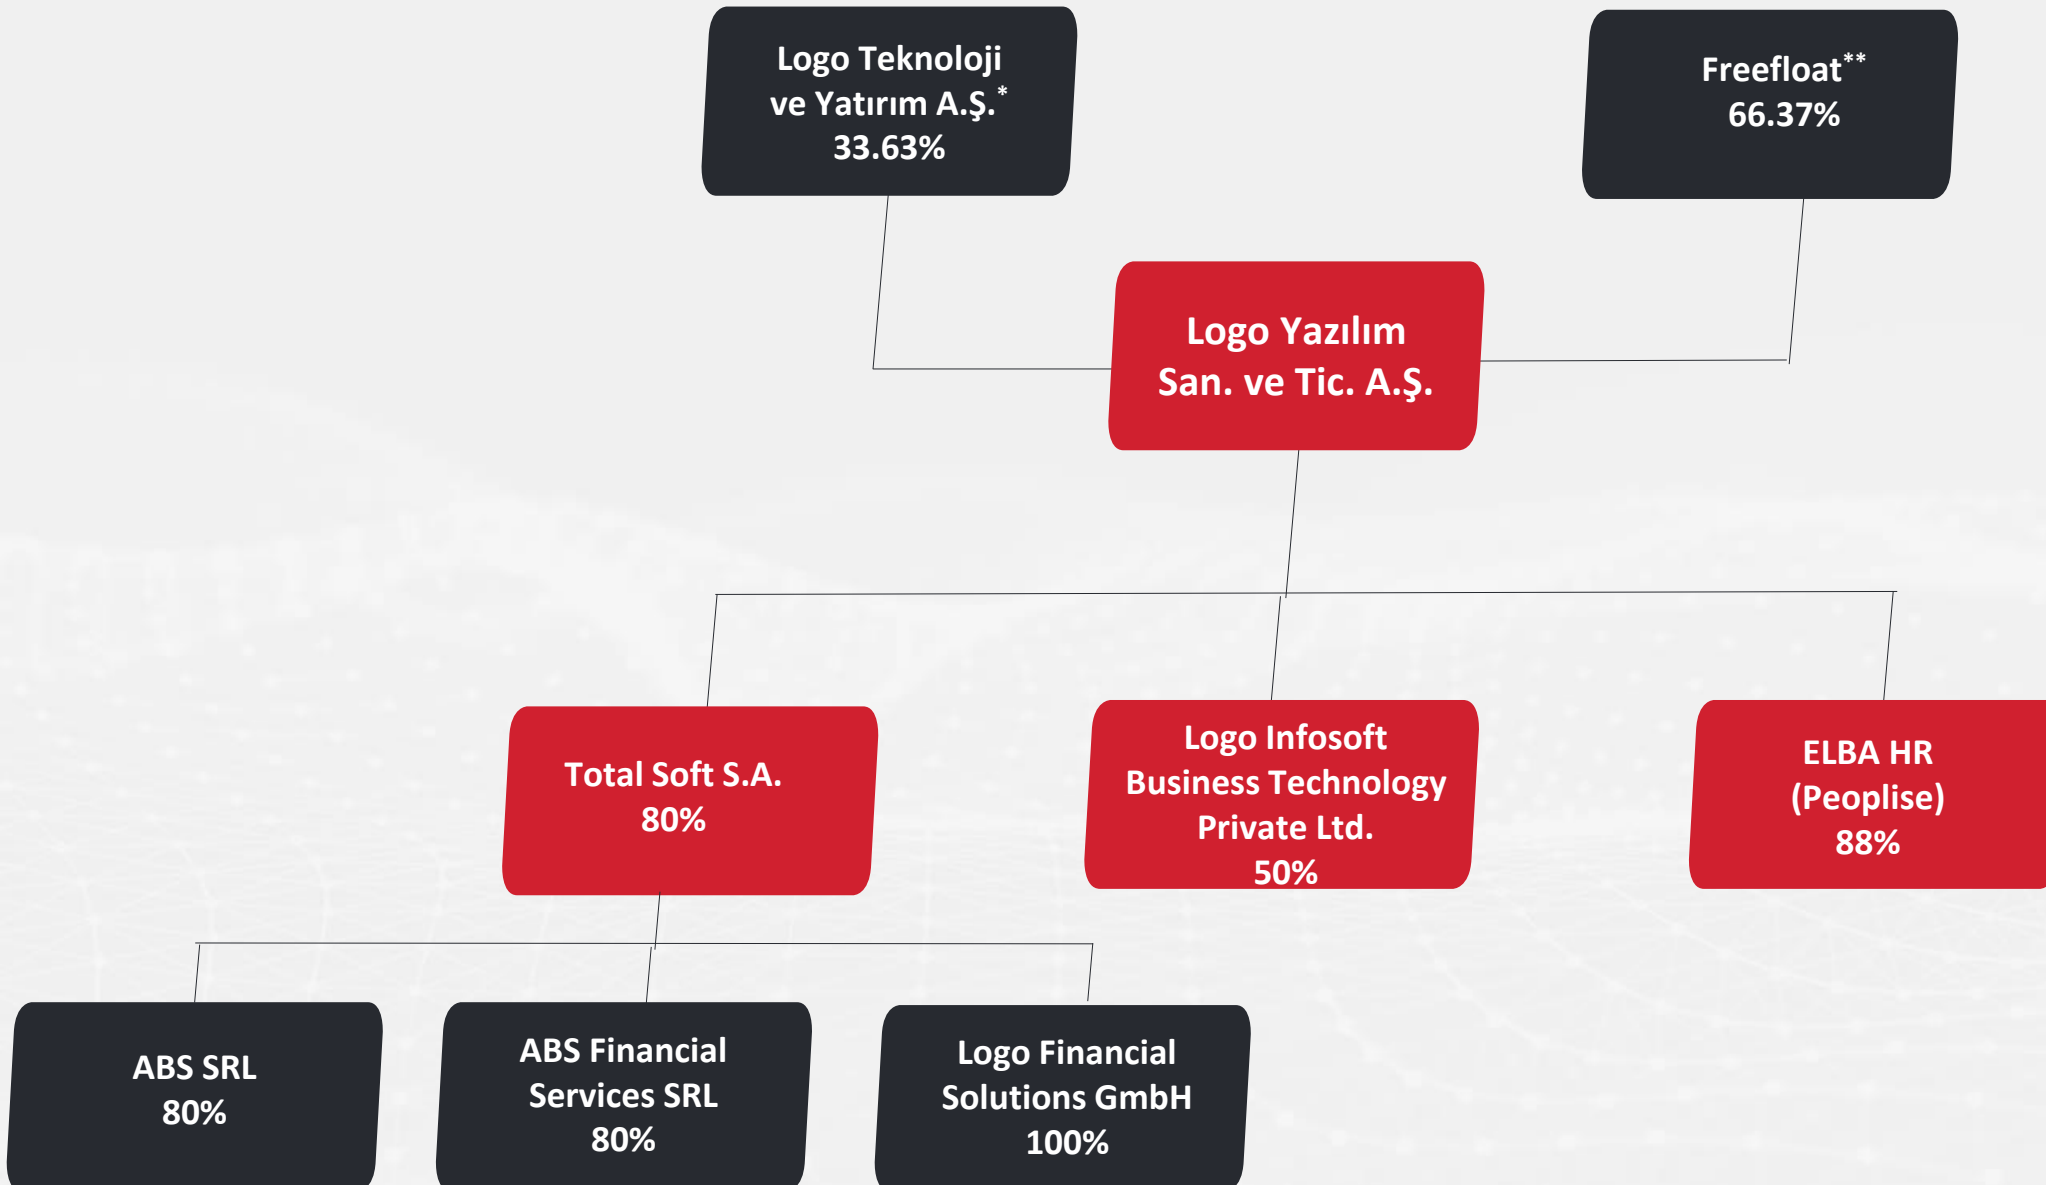 Logo Teknoloji
ve Yatırım A.Ş.*
33.63%
Freefloat**
66.37%
Logo Yazılım
San. ve Tic. A.Ş.
Total Soft S.A.
80%
Logo Infosoft
Business Technology
Private Ltd.
50%
ELBA HR
(Peoplise)
88%
ABS SRL
80%
ABS Financial
Services SRL
80%
Logo Financial
Solutions GmbH
100%